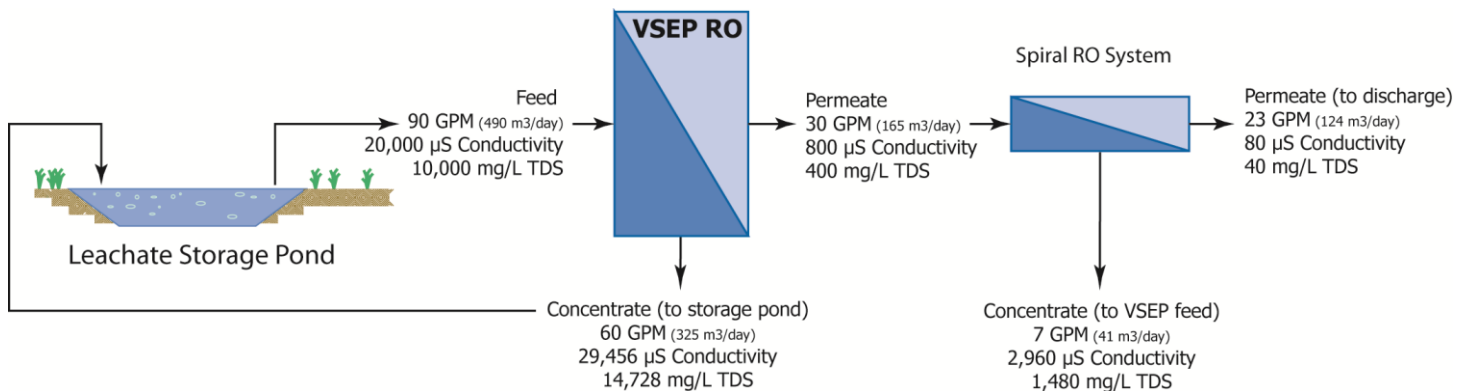 VSEP RO
Spiral RO System
Feed
90 GPM (490 m3/day)
20,000 µS Conductivity
10,000 mg/L TDS
Permeate
30 GPM (165 m3/day)
800 µS Conductivity
400 mg/L TDS
Permeate (to discharge)
23 GPM (124 m3/day)
80 µS Conductivity
40 mg/L TDS
Leachate Storage Pond
Concentrate (to storage pond)
60 GPM (325 m3/day)
29,456 µS Conductivity
14,728 mg/L TDS
Concentrate (to VSEP feed)
7 GPM (41 m3/day)
2,960 µS Conductivity
1,480 mg/L TDS